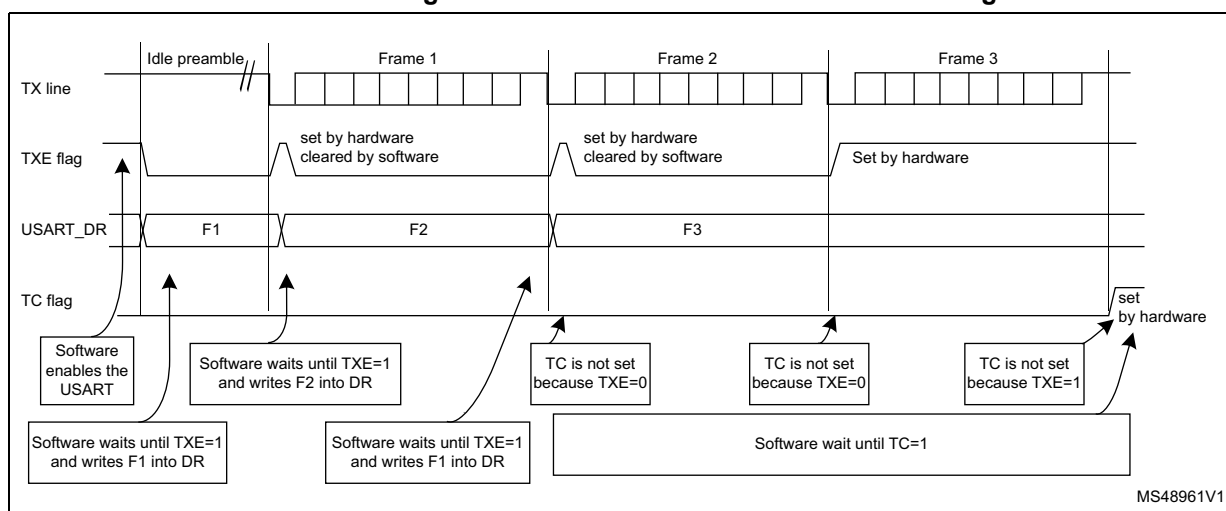 Idle preamble
Frame 1
Frame 2
Frame 3
TX line
TXE flag
set by hardware
cleared by software
set by hardware
cleared by software
Set by hardware
USART_DR
F1
F2
F3
TC flag
set
by hardware
Software
enables the
USART
Software waits until TXE=1
and writes F2 into DR
TC is not set
because TXE=0
TC is not set
because TXE=0
TC is not set
because TXE=1
Software waits until TXE=1
and writes F1 into DR
Software waits until TXE=1
and writes F1 into DR
Software wait until TC=1
MS48961V1